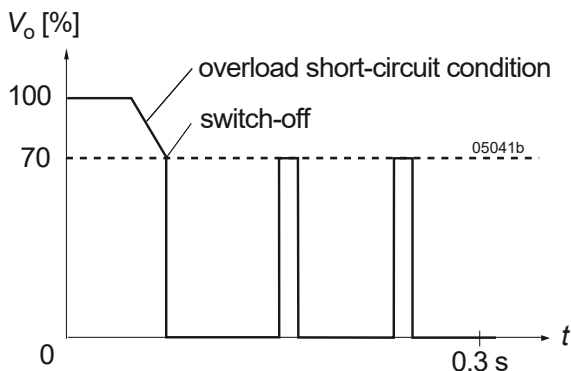 Vo [%]
overload short-circuit condition
100
switch-off
70
05041b
t
0
0.3 s